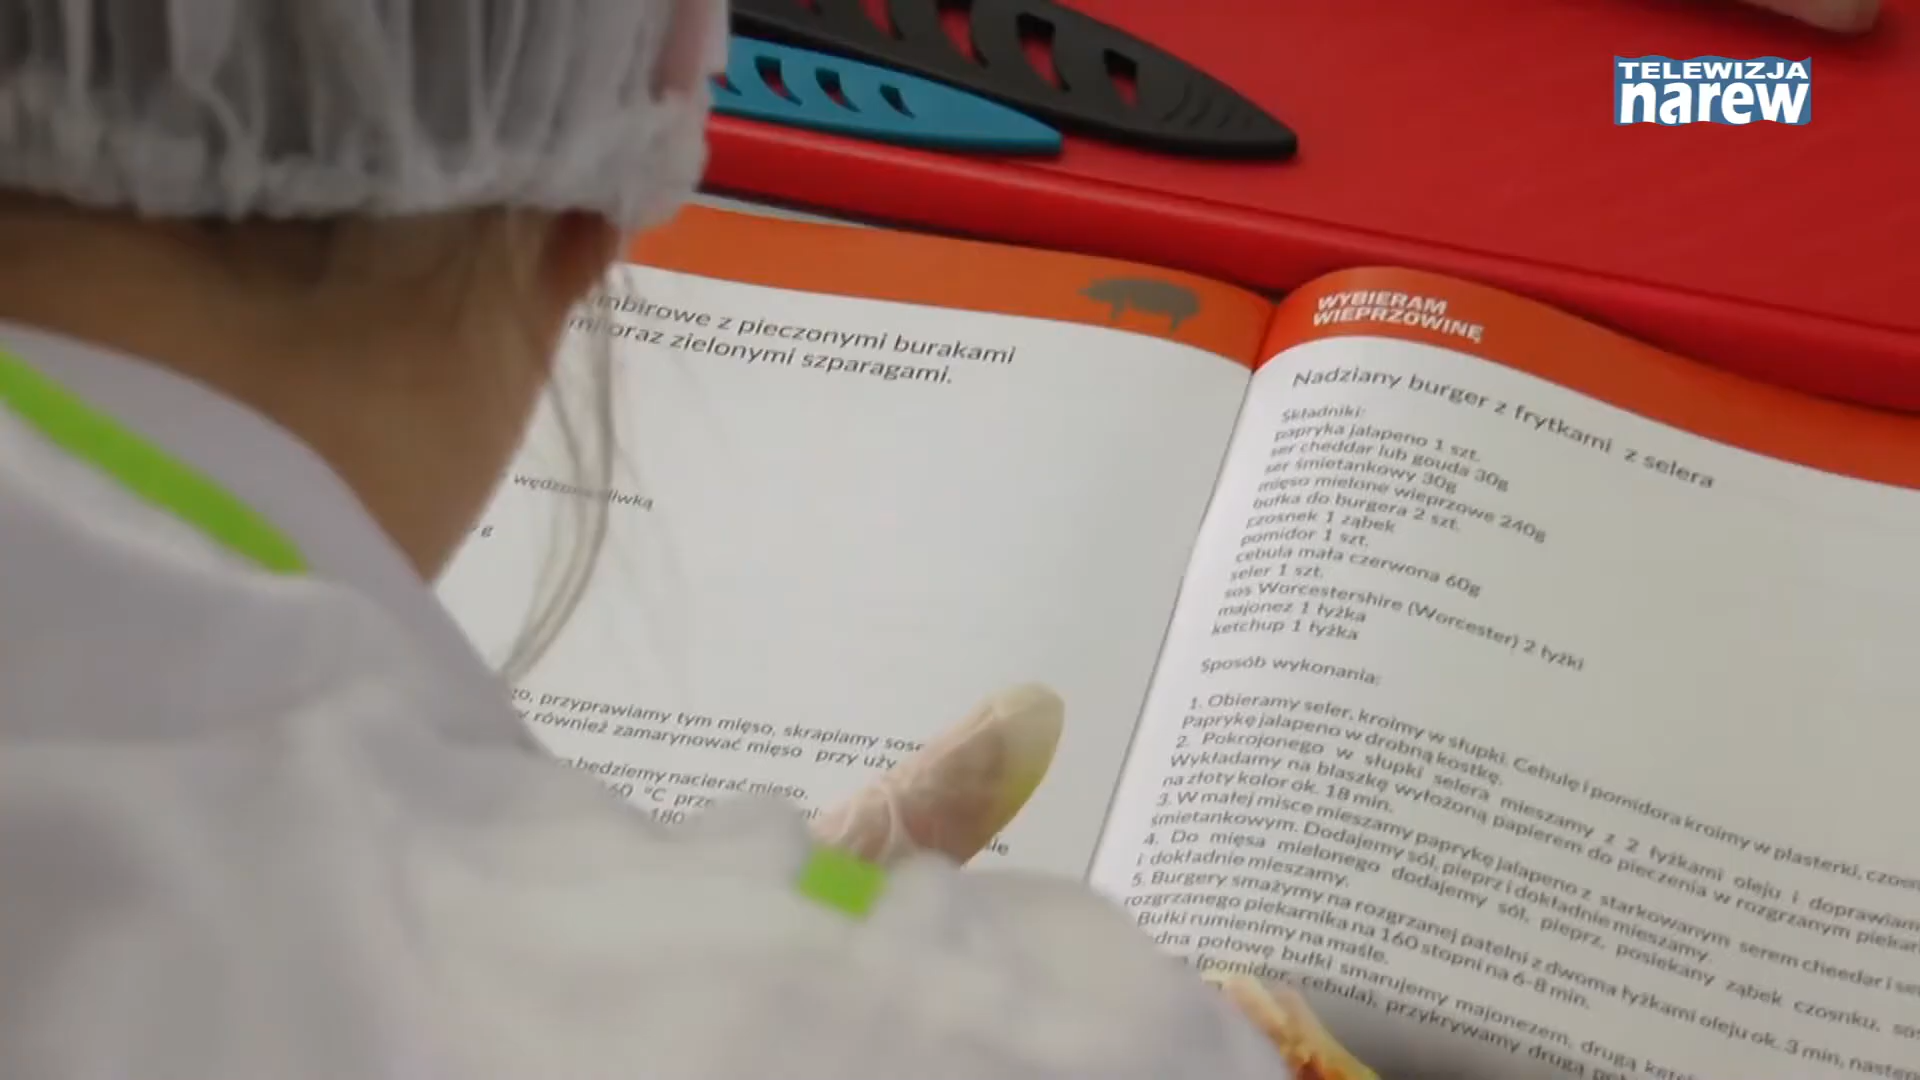 TELEWIZJA
narew
mbirowe z pieczonymi burakami
oraz zielonymi szparagami.
g
przyprawiamy tym mięso, skrapiamy
również zamarynować mięso przy
będziemy nacierać mięso.
°C
180
WYBIERAM
WIEPRZOWINĘ
Nadziany burger z frytkami z selera
Składniki:
papryka jalapeno 1 szt.
ser cheddar lub gouda 30g
ser śmietankowy 30g
mięso mielone wieprzowe 240g
bułka do burgera 2 szt.
czosnek 1 ząbek
pomidor 1 szt.
cebula mała czerwona 60g
seler 1 szt.
sos Worcestershire (Worcester) 2 łyżki
majonez 1 łyżka
ketchup 1 łyżka
Sposób wykonania:
1. Obieramy seler, kroimy w słupki. Cebulę i pomidora kroimy w plasterki,
Paprykę jalapeno w drobną kostkę.
2. Pokrojonego w słupki selera mieszamy z 2 łyżkami oleju i
Wykładamy na blaszkę wyłożoną papierem do pieczenia w rozgrzanym
na złoty kolor ok. 18 min.
3. W małej misce mieszamy paprykę jalapeno z starkowanym serem cheedar i
śmietankowym. Dodajemy sól, pieprz i dokładnie mieszamy.
4. Do mięsa mielonego dodajemy sól, pieprz, posiekany ząbek czosnku,
i dokładnie mieszamy.
5. Burgery smażymy na rozgrzanej patelni z dwoma łyżkami oleju ok. 3 min,
rozgrzanego piekarnika na 160 stopni na 6-8 min.
Bułki rumienimy na maśle.
połowę bułki smarujemy majonezem, drugą
(pomidor, cebula), przykrywamy drugą